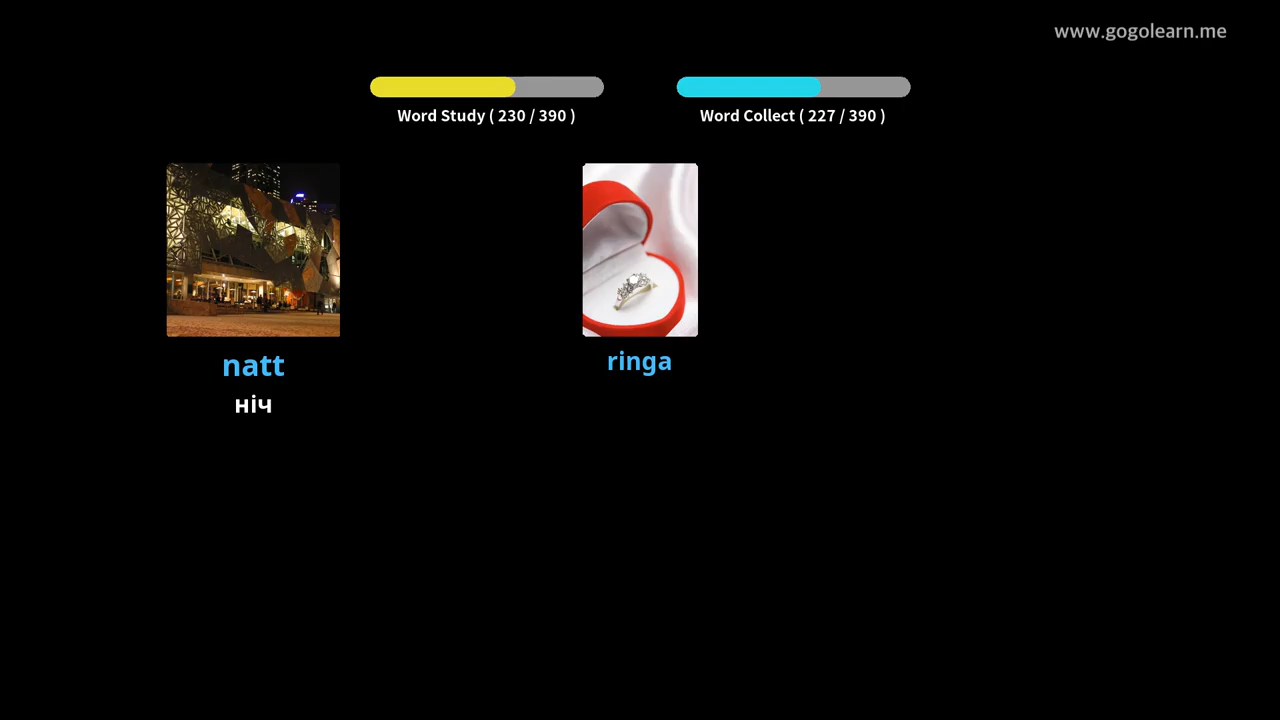 www.gogolearn.me
Word Study ( 230 / 390 )
Word Collect ( 227 / 390 )
natt
ніч
ringa